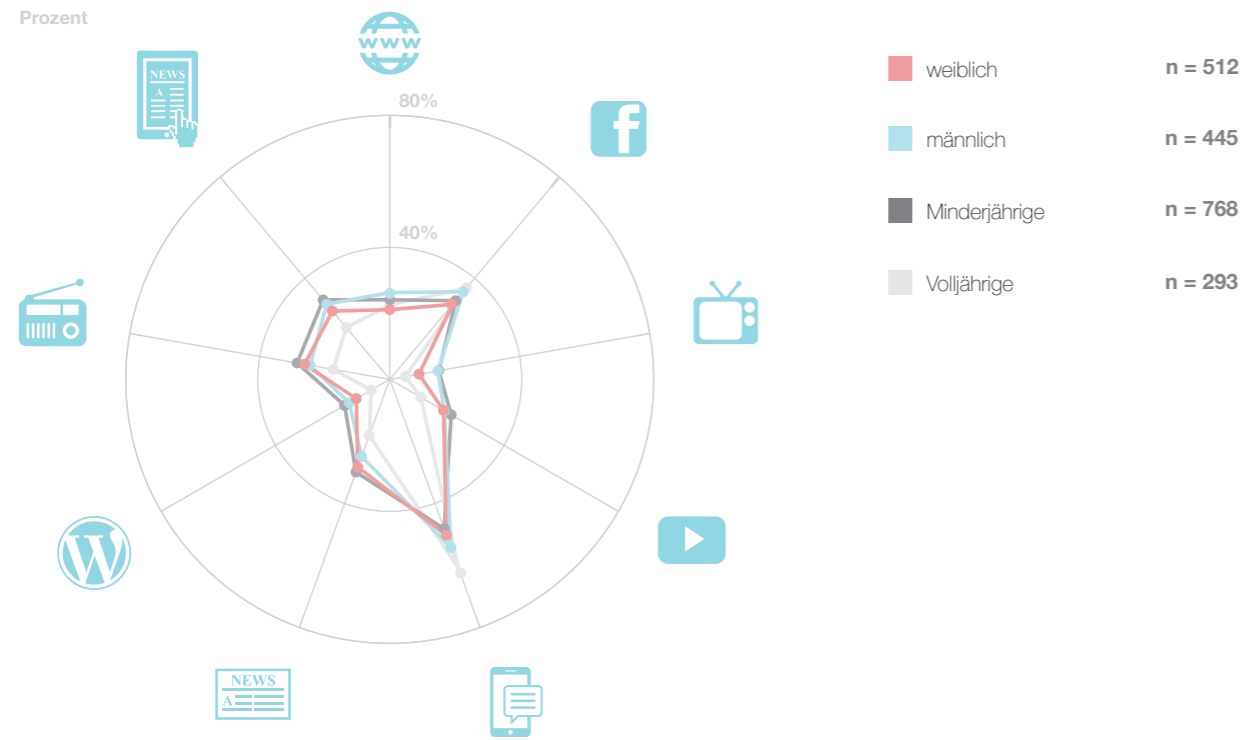 Prozent
www
NEWS
A
80%
f
40%
NEWS
A
weiblich n = 512
männlich n = 445
Minderjährige n = 768
Volljährige n = 293